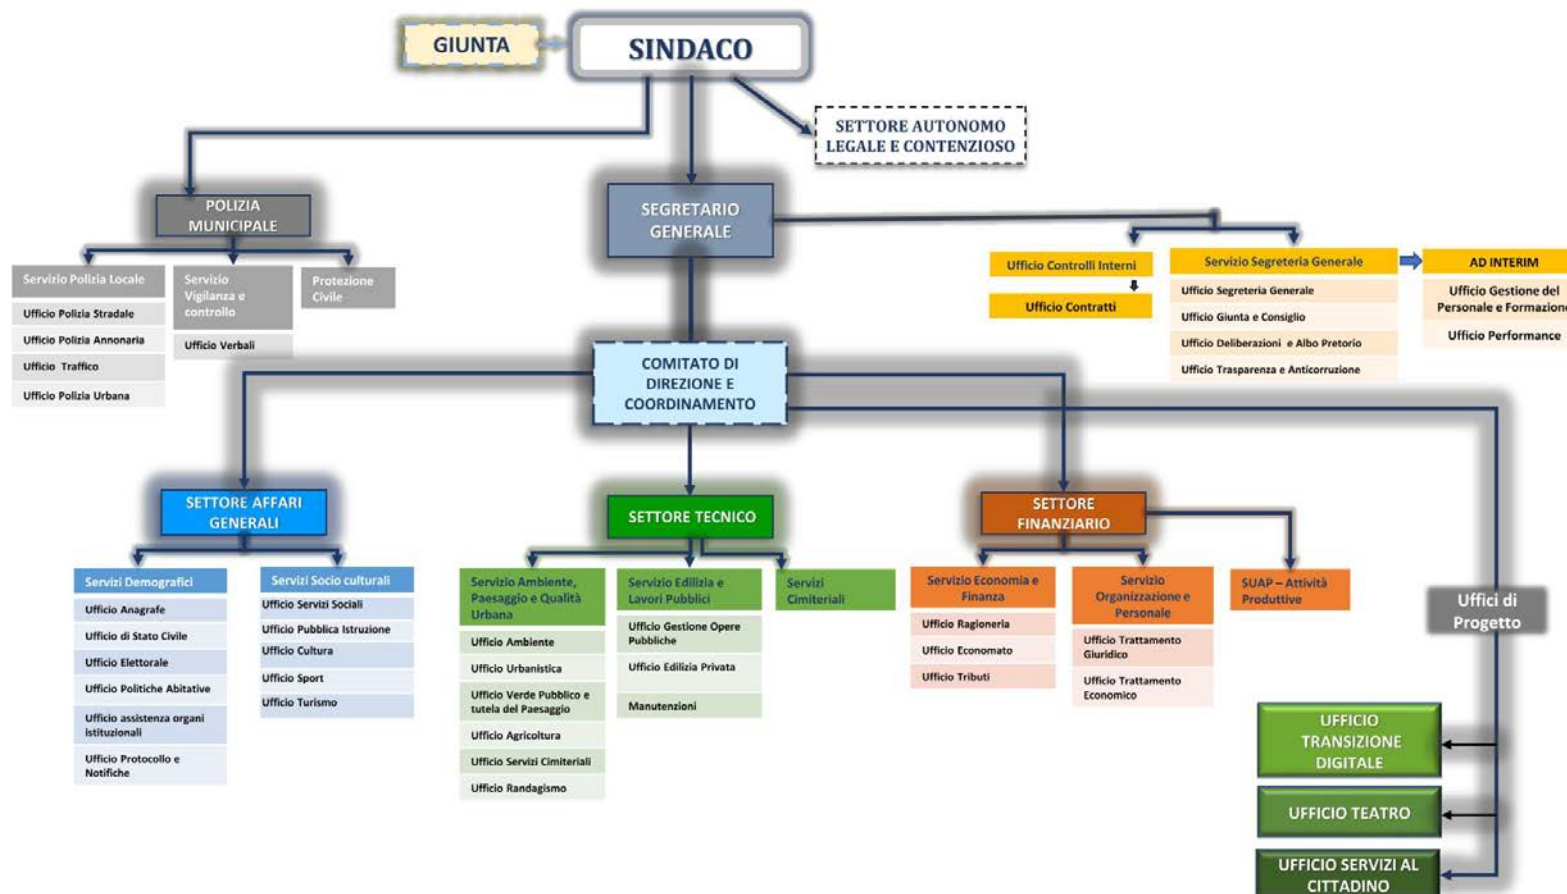 GIUNTA
SINDACO
SETTORE AUTONOMO
LEGALE E CONTENZIOSO
POLIZIA
MUNICIPALE
SEGRETARIO
GENERALE
Servizio Polizia Locale
Ufficio Polizia Stradale
Ufficio Polizia Annonaria
Ufficio Traffico
Ufficio Polizia Urbana
Servizio
Vigilanza e
controllo
Ufficio Verbali
Protezione
Civile
Ufficio Controlli Interni
Ufficio Contratti
Servizio Segreteria Generale
Ufficio Segreteria Generale
Ufficio Giunta e Consiglio
Ufficio Deliberazioni e Albo Pretorio
Ufficio Trasparenza e Anticorruzione
AD INTERIM
Ufficio Gestione del
Personale e Formazione
Ufficio Performance
COMITATO DI
DIREZIONE E
COORDINAMENTO
SETTORE AFFARI
GENERALI
SETTORE TECNICO
SETTORE
FINANZIARIO
Servizi Demografici
Ufficio Anagrafe
Ufficio di Stato Civile
Ufficio Elettorale
Ufficio Politiche Abitative
Ufficio assistenza organi
istituzionali
Ufficio Protocollo e
Notifiche
Servizi Socio culturali
Ufficio Servizi Sociali
Ufficio Pubblica Istruzione
Ufficio Cultura
Ufficio Sport
Ufficio Turismo
Servizio Ambiente,
Paesaggio e Qualità
Urbana
Ufficio Ambiente
Ufficio Urbanistica
Ufficio Verde Pubblico e
tutela del Paesaggio
Ufficio Agricoltura
Ufficio Servizi Cimiteriali
Ufficio Randagismo
Servizio Edilizia e
Lavori Pubblici
Ufficio Gestione Opere
Pubbliche
Ufficio Edilizia Privata
Manutenzioni
Servizi
Cimiteriali
Servizio Economia e
Finanza
Ufficio Ragioneria
Ufficio Economato
Ufficio Tributi
Servizio
Organizzazione e
Personale
Ufficio Trattamento
Giuridico
Ufficio Trattamento
Economico
SUAP – Attività
Produttive
Uffici di
Progetto
UFFICIO
TRANSIZIONE
DIGITALE
UFFICIO TEATRO
UFFICIO SERVIZI AL
CITTADINO